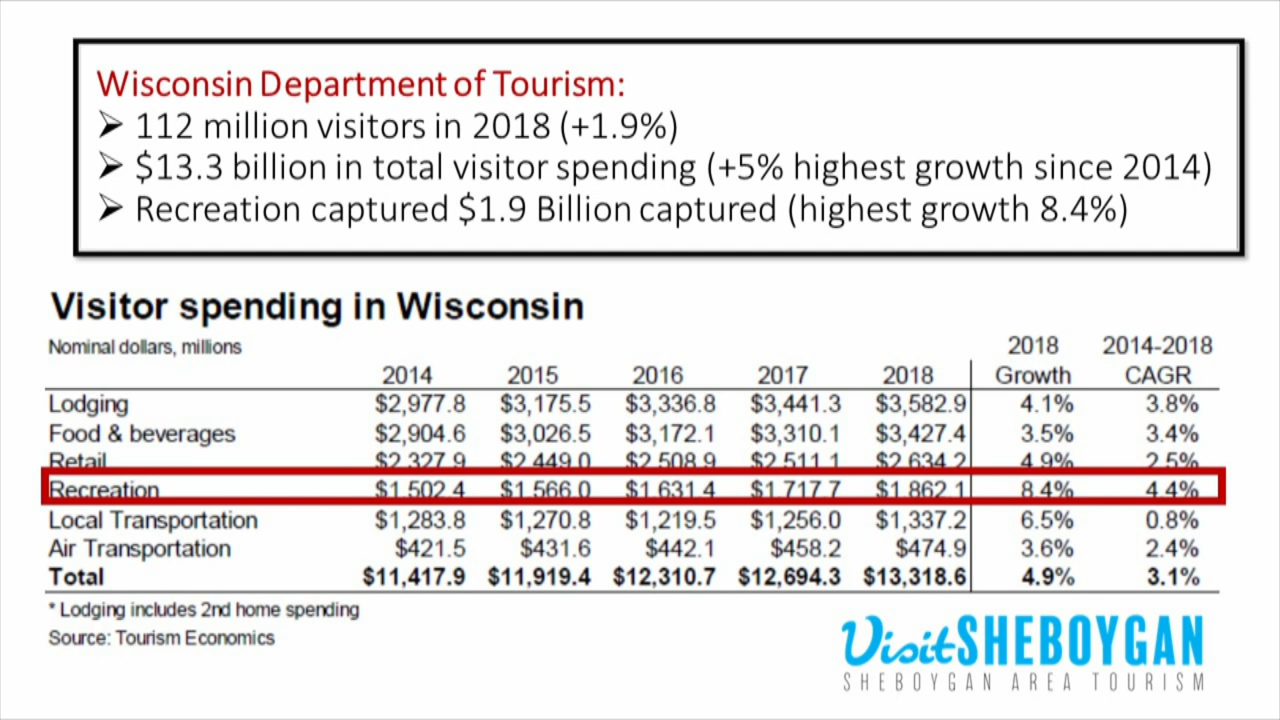 Wisconsin Department of Tourism:
➢ 112 million visitors in 2018 (+1.9%)
➢ $13.3 billion in total visitor spending (+5% highest growth since 2014)
➢ Recreation captured $1.9 Billion captured (highest growth 8.4%)
Visitor spending in Wisconsin
Nominal dollars, millions 2018 2014-2018
2014 2015 2016 2017 2018 Growth CAGR
Lodging $2,977.8 $3,175.5 $3,336.8 $3,441.3 $3,582.9 4.1% 3.8%
Food & beverages $2,904.6 $3,026.5 $3,172.1 $3,310.1 $3,427.4 3.5% 3.4%
Retail $2,327.9 $2,449.0 $2,508.9 $2,511.1 $2,634.2 4.9% 2.5%
Recreation $1,502.4 $1,566.0 $1,631.4 $1,717.7 $1,862.1 8.4% 4.4%
Local Transportation $1,283.8 $1,270.8 $1,219.5 $1,256.0 $1,337.2 6.5% 0.8%
Air Transportation $421.5 $431.6 $442.1 $458.2 $474.9 3.6% 2.4%
Total $11,417.9 $11,919.4 $12,310.7 $12,694.3 $13,318.6 4.9% 3.1%
* Lodging includes 2nd home spending
Source: Tourism Economics
Visit SHEBOYGAN
SHEBOYGAN AREA TOURISM